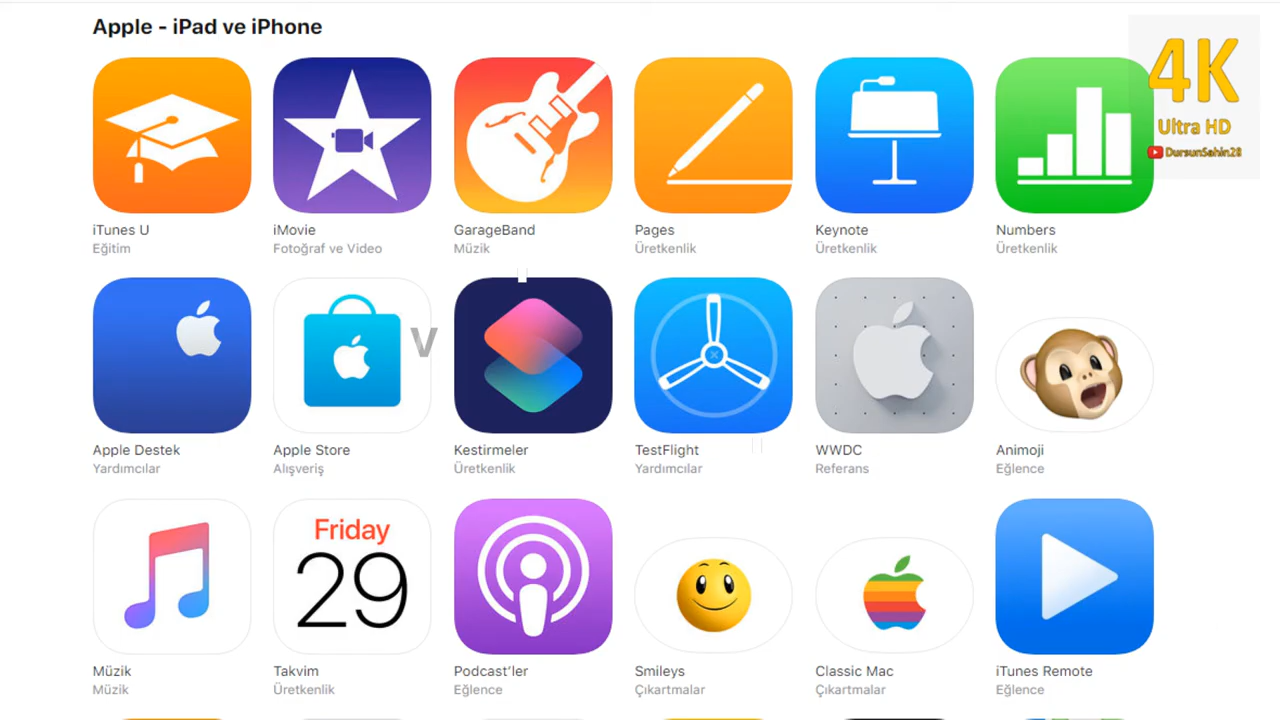 Apple - iPad ve iPhone
4K
Ultra HD
DursunSahin28
iTunes U
Eğitim
iMovie
Fotoğraf ve Video
GarageBand
Müzik
Pages
Üretkenlik
Keynote
Üretkenlik
Numbers
Üretkenlik
V
Apple Destek
Yardımcılar
Apple Store
Alışveriş
Kestirmeler
Üretkenlik
TestFlight
Yardımcılar
WWDC
Referans
Animoji
Eğlence
Friday
29
Müzik
Müzik
Takvim
Üretkenlik
Podcast'ler
Eğlence
Smileys
Çıkartmalar
Classic Mac
Çıkartmalar
iTunes Remote
Eğlence